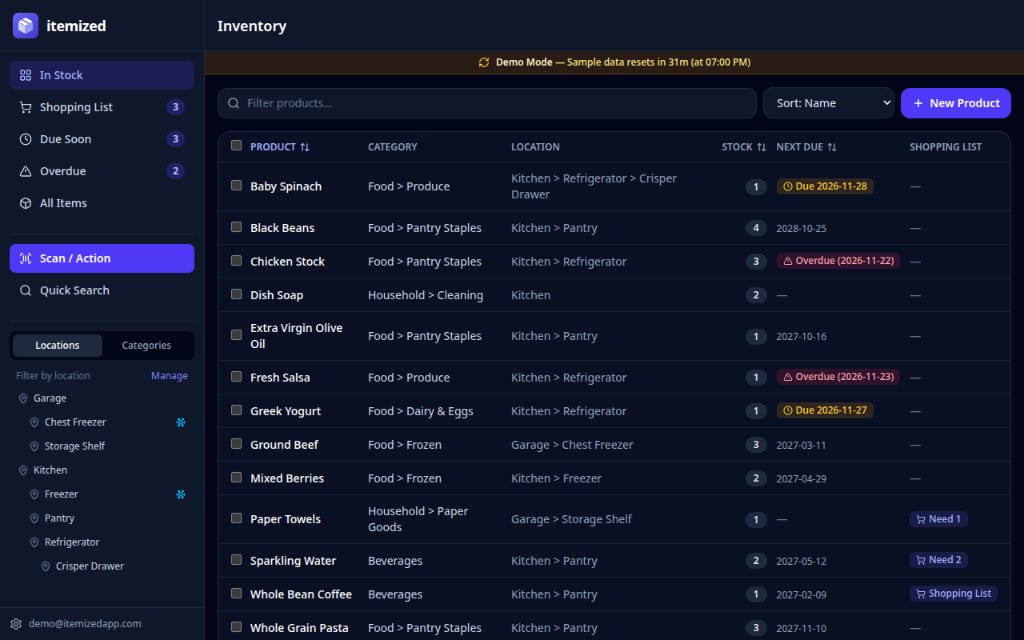 itemized
Inventory
Demo Mode — Sample data resets in 31m (at 07:00 PM)
In Stock
Shopping List 3
Due Soon 3
Overdue 2
All Items
Scan / Action
Quick Search
Locations Categories
Filter by location Manage
Garage
Chest Freezer
Storage Shelf
Kitchen
Freezer
Pantry
Refrigerator
Crisper Drawer
demo@itemizedapp.com
Filter products...
Sort: Name
+ New Product
PRODUCT ↑↓ CATEGORY LOCATION STOCK ↑↓ NEXT DUE ↑↓ SHOPPING LIST
Baby Spinach Food > Produce Kitchen > Refrigerator > Crisper
Drawer 1 Due 2026-11-28 —
Black Beans Food > Pantry Staples Kitchen > Pantry 4 2028-10-25 —
Chicken Stock Food > Pantry Staples Kitchen > Refrigerator 3 Overdue (2026-11-22) —
Dish Soap Household > Cleaning Kitchen 2 — —
Extra Virgin Olive
Oil Food > Pantry Staples Kitchen > Pantry 1 2027-10-16 —
Fresh Salsa Food > Produce Kitchen > Refrigerator 1 Overdue (2026-11-23) —
Greek Yogurt Food > Dairy & Eggs Kitchen > Refrigerator 1 Due 2026-11-27 —
Ground Beef Food > Frozen Garage > Chest Freezer 3 2027-03-11 —
Mixed Berries Food > Frozen Kitchen > Freezer 2 2027-04-29 —
Paper Towels Household > Paper
Goods Garage > Storage Shelf 1 — Need 1
Sparkling Water Beverages Kitchen > Pantry 2 2027-05-12 Need 2
Whole Bean Coffee Beverages Kitchen > Pantry 1 2027-02-09 Shopping List
Whole Grain Pasta Food > Pantry Staples Kitchen > Pantry 3 2027-11-10 —